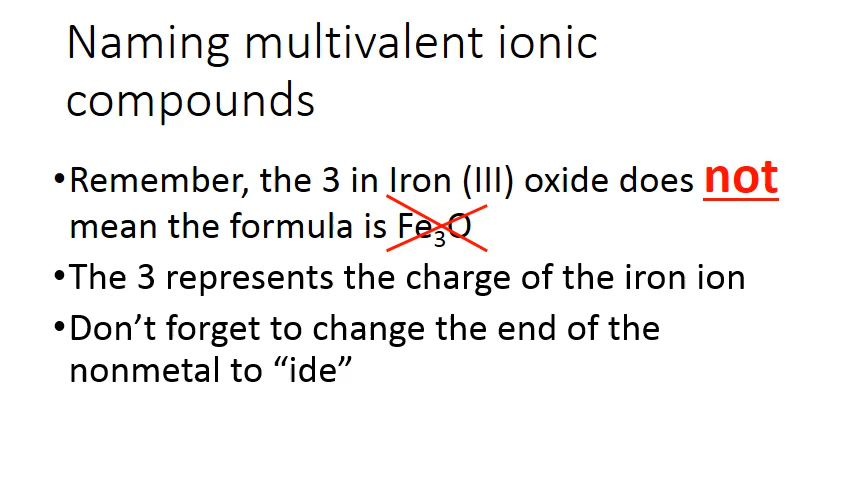 Naming multivalent ionic
compounds
•Remember, the 3 in Iron (III) oxide does not
mean the formula is Fe₃O
•The 3 represents the charge of the iron ion
•Don’t forget to change the end of the
nonmetal to “ide”